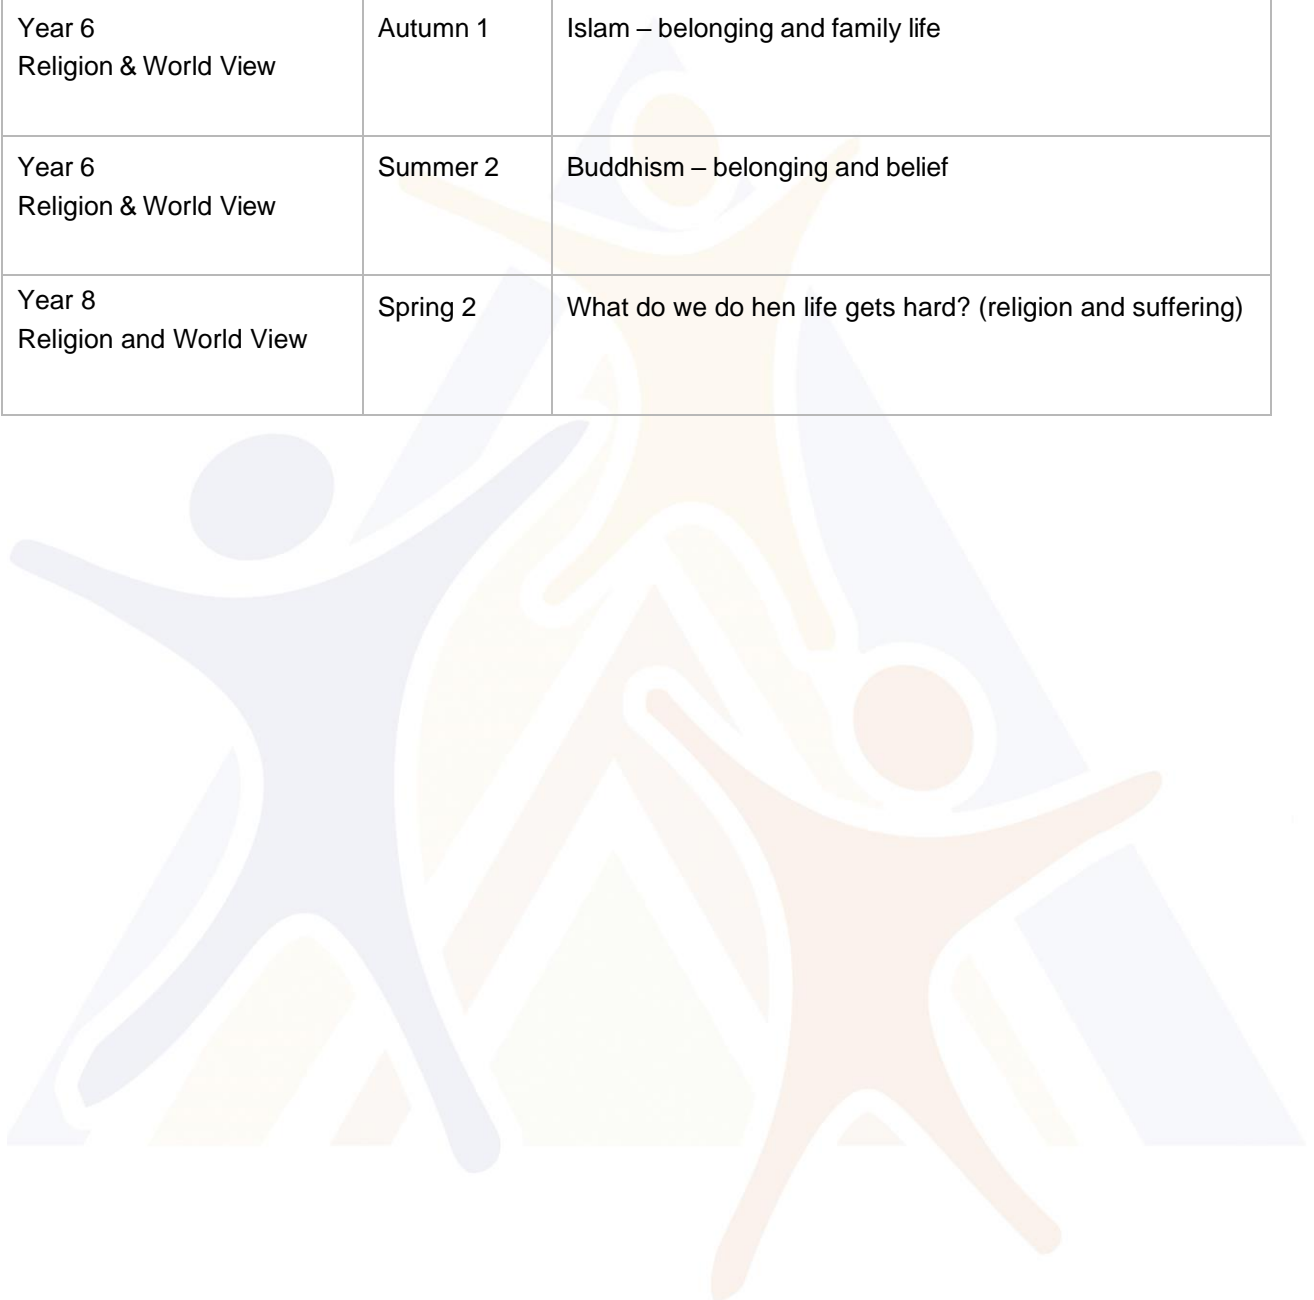 Year 6 Autumn 1 Islam – belonging and family life
Religion & World View
Year 6 Summer 2 Buddhism – belonging and belief
Religion & World View
Year 8 Spring 2 What do we do hen life gets hard? (religion and suffering)
Religion and World View